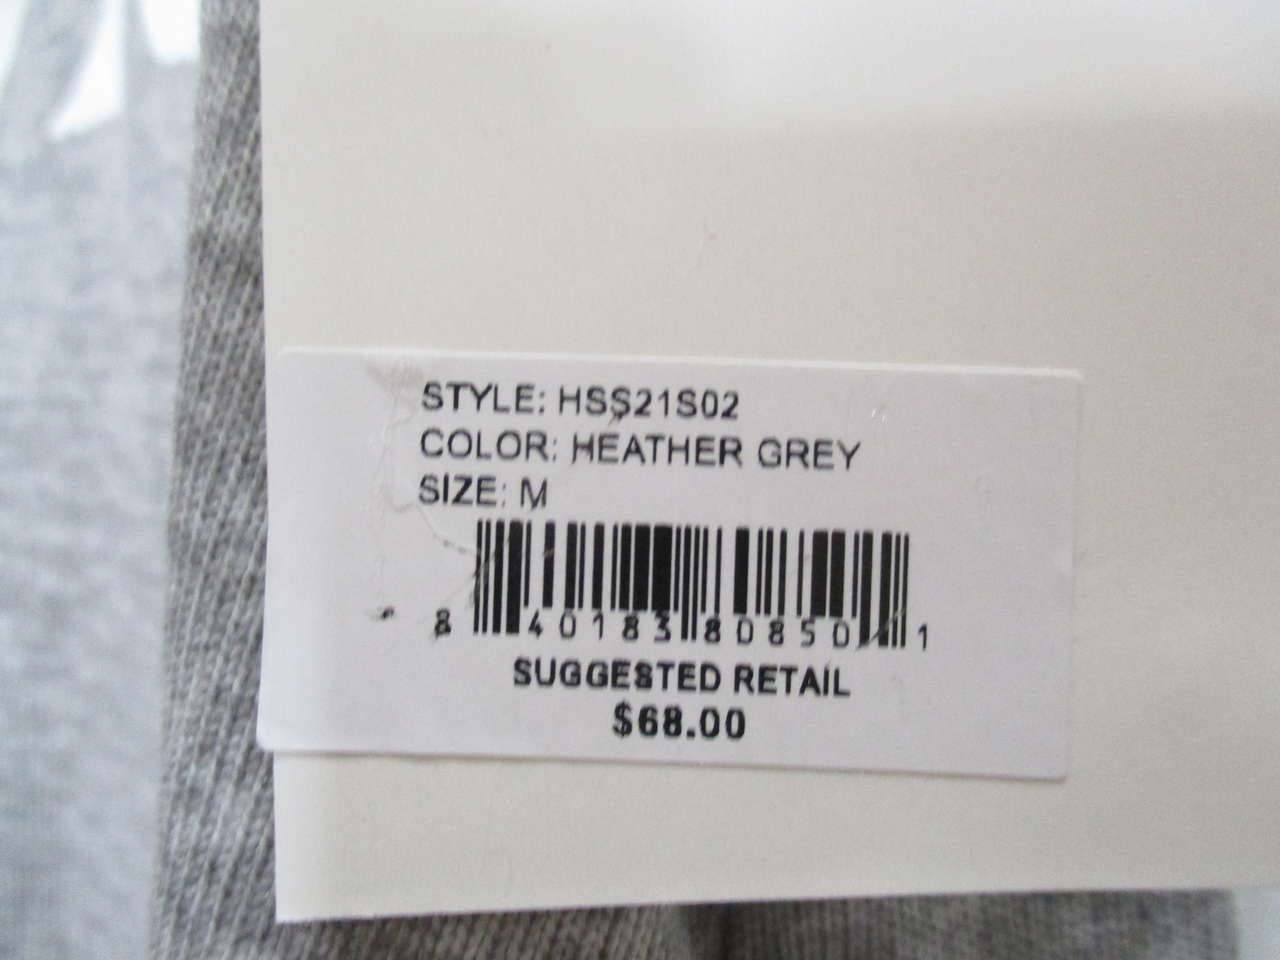 STYLE: HSS21S02
COLOR: HEATHER GREY
SIZE: M
8 40183 80850 1
SUGGESTED RETAIL
$68.00